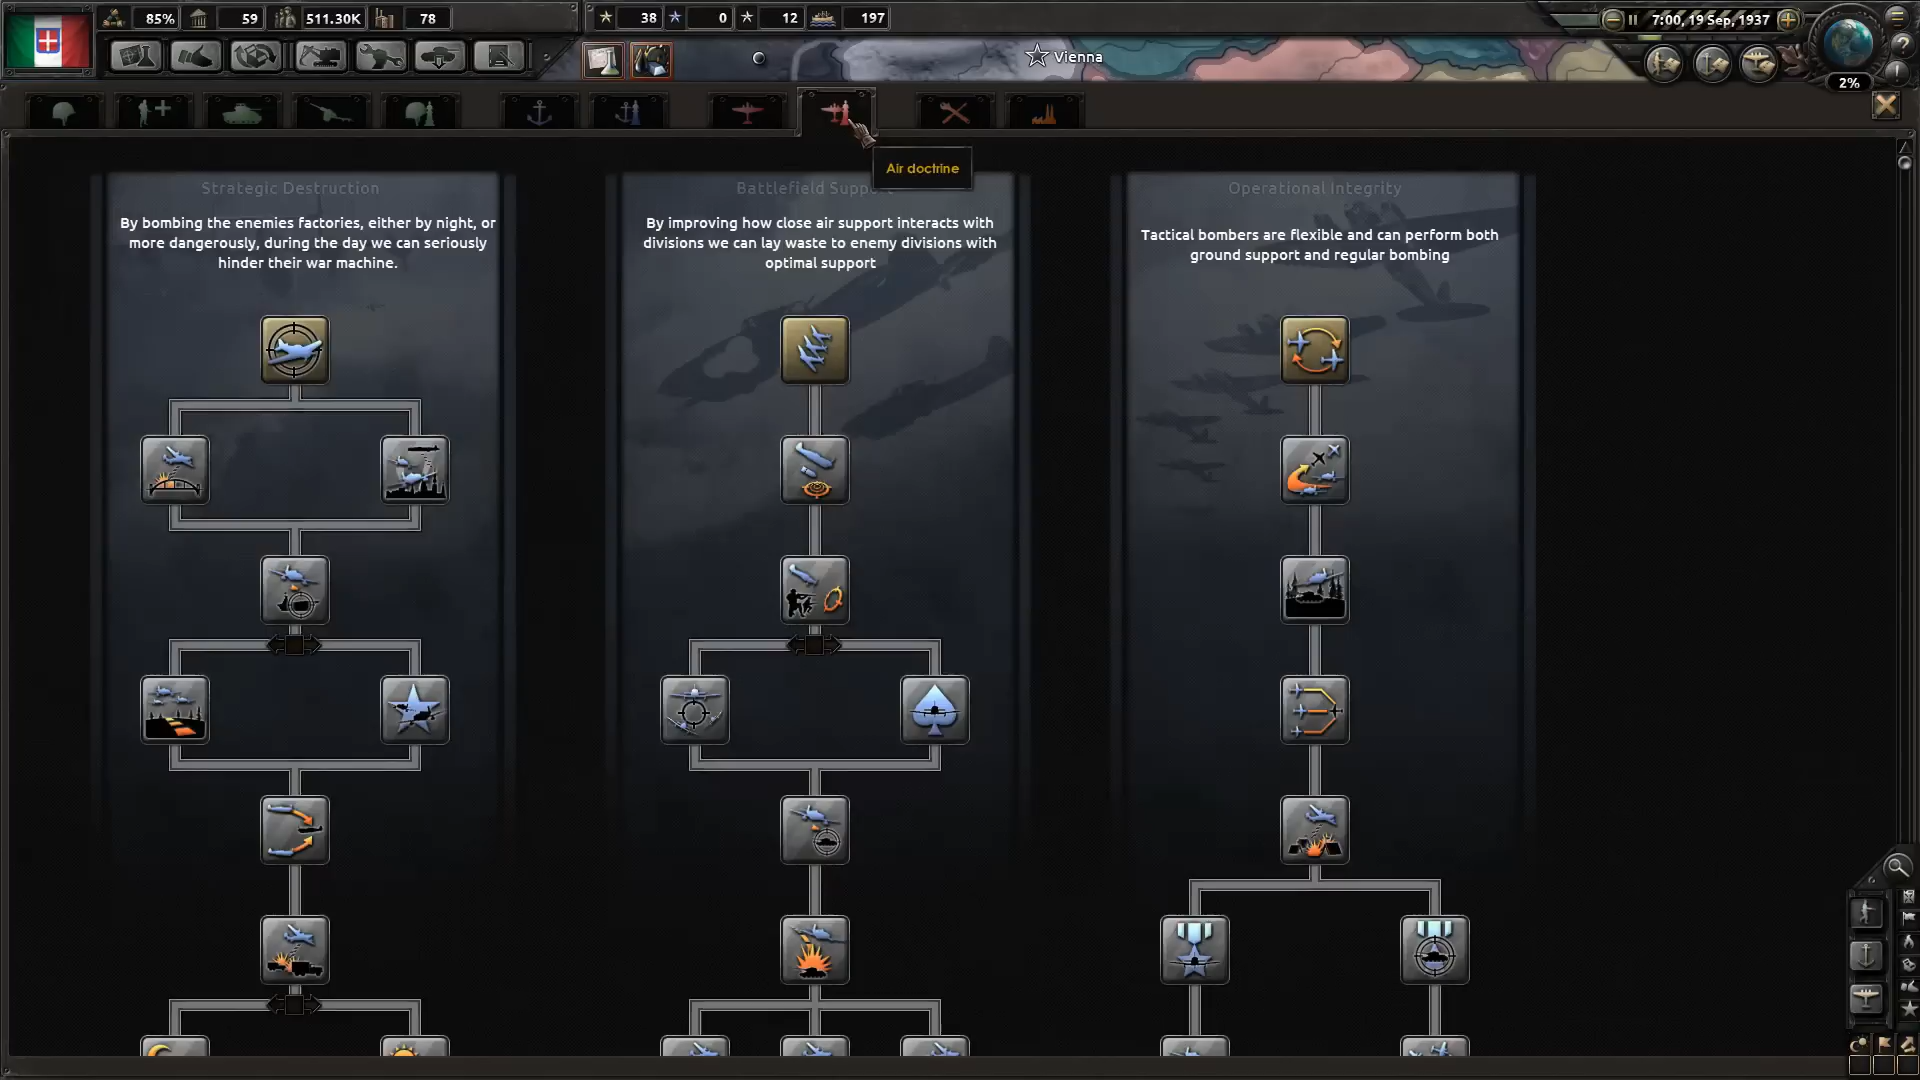 85%
59
511.30K
78
38
0
12
197
7:00, 19 Sep, 1937
Vienna
2%
Air doctrine
Strategic Destruction
By bombing the enemies factories, either by night, or
more dangerously, during the day we can seriously
hinder their war machine.
Battlefield Suppo
By improving how close air support interacts with
divisions we can lay waste to enemy divisions with
optimal support
Operational Integrity
Tactical bombers are flexible and can perform both
ground support and regular bombing